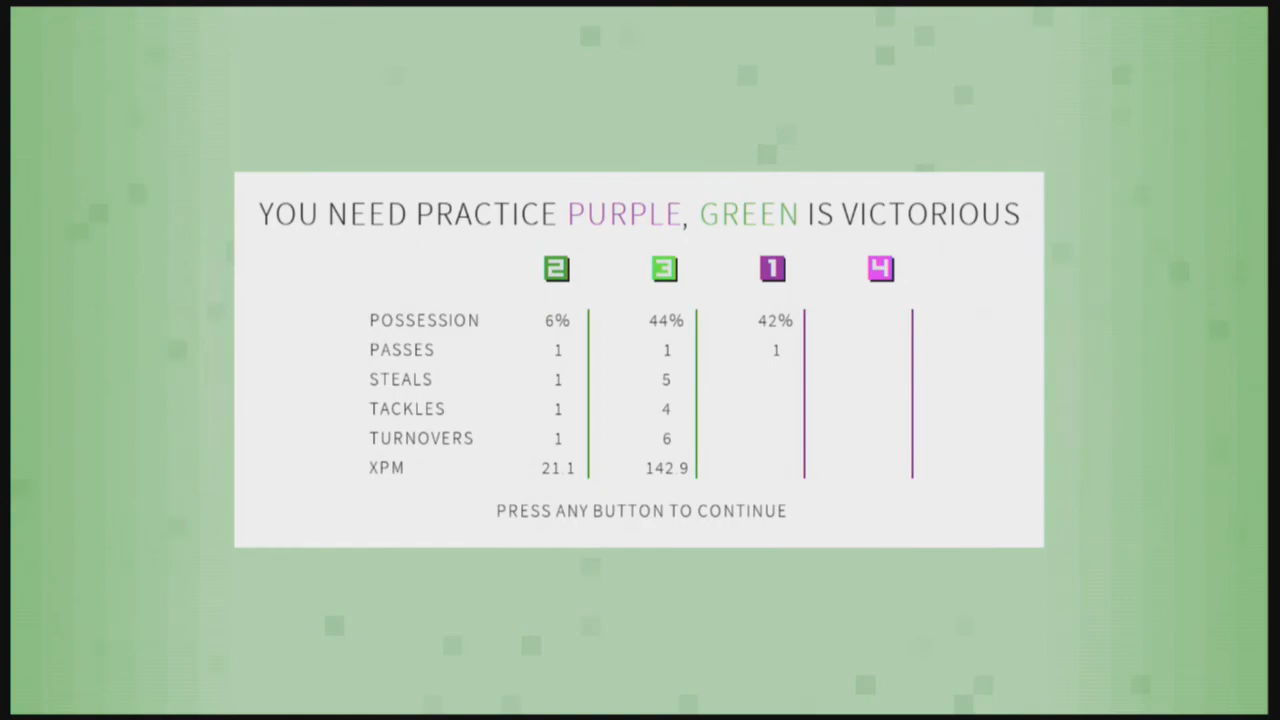 YOU NEED PRACTICE PURPLE, GREEN IS VICTORIOUS
2 3 1 4
POSSESSION 6% 44% 42%
PASSES 1 1 1
STEALS 1 5
TACKLES 1 4
TURNOVERS 1 6
XPM 21.1 142.9
PRESS ANY BUTTON TO CONTINUE